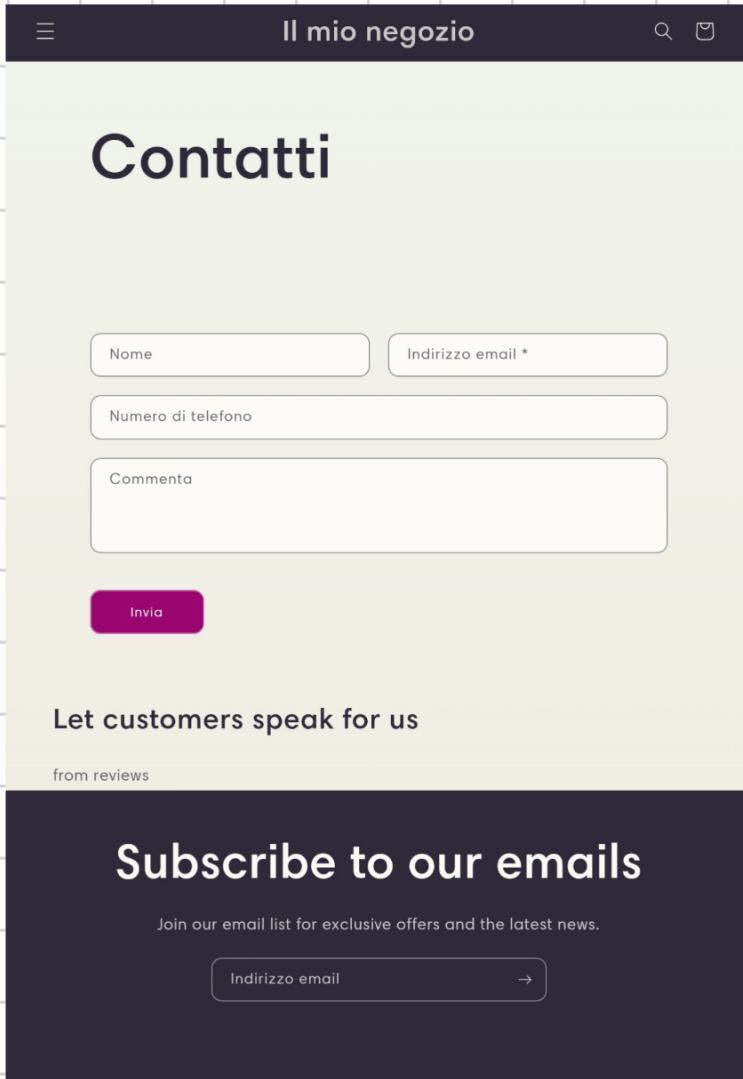 Il mio negozio
Contatti
Nome
Indirizzo email *
Numero di telefono
Commenta
Invia
Let customers speak for us
from reviews
Subscribe to our emails
Join our email list for exclusive offers and the latest news.
Indirizzo email